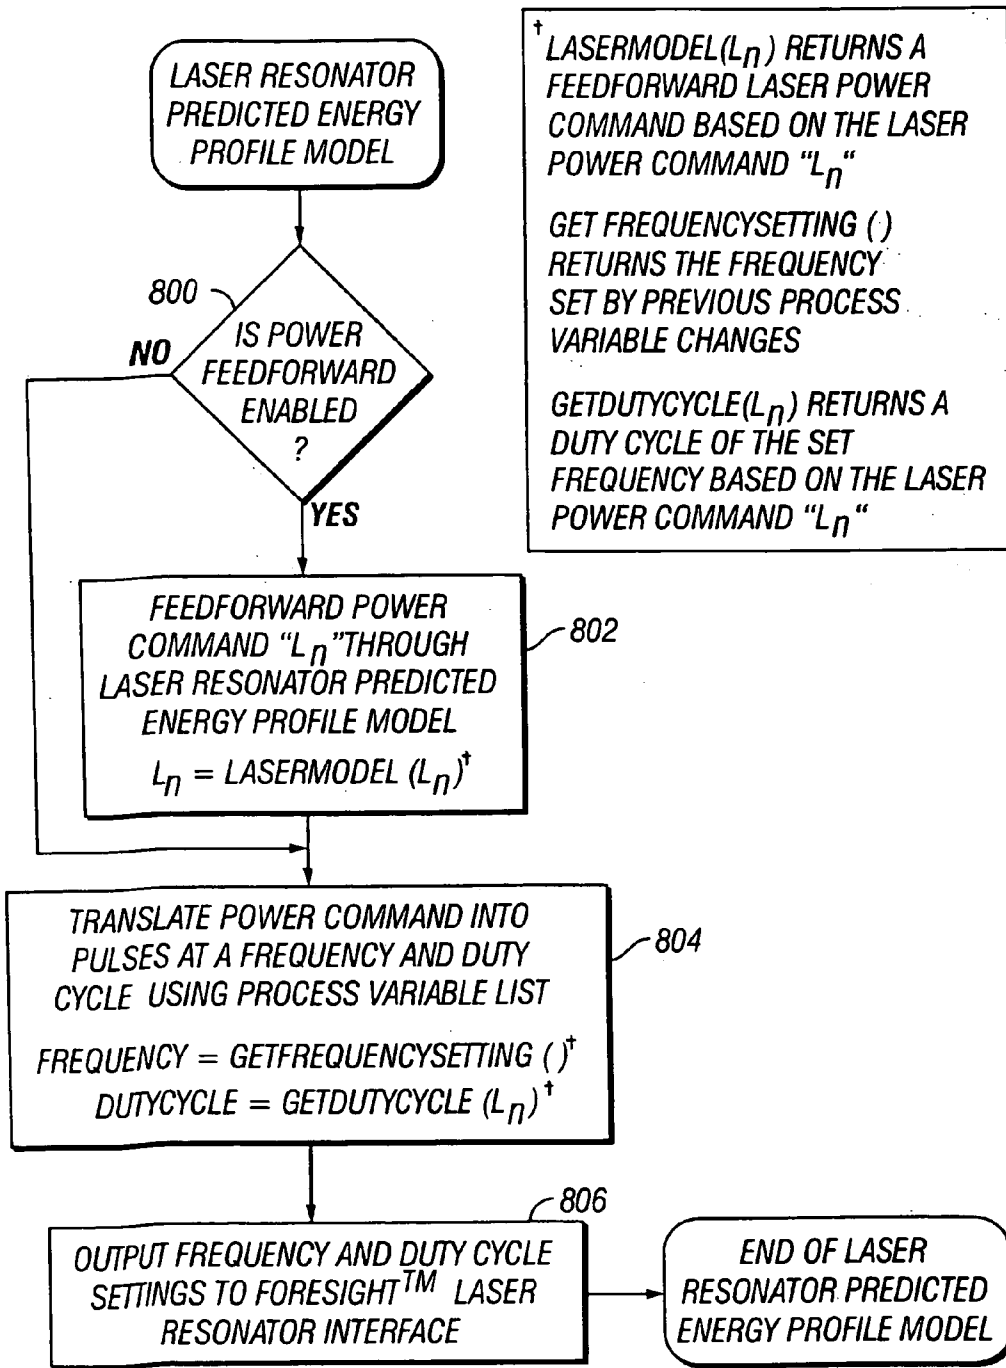 LASER RESONATOR
PREDICTED ENERGY
PROFILE MODEL
800
IS POWER
FEEDFORWARD
ENABLED
?
NO
YES
FEEDFORWARD POWER
COMMAND "Ln" THROUGH
LASER RESONATOR PREDICTED
ENERGY PROFILE MODEL
Ln = LASERMODEL (Ln)†
802
TRANSLATE POWER COMMAND INTO
PULSES AT A FREQUENCY AND DUTY
CYCLE USING PROCESS VARIABLE LIST
FREQUENCY = GETFREQUENCYSETTING ( )†
DUTYCYCLE = GETDUTYCYCLE (Ln)†
804
806
OUTPUT FREQUENCY AND DUTY CYCLE
SETTINGS TO FORESIGHT™ LASER
RESONATOR INTERFACE
END OF LASER
RESONATOR PREDICTED
ENERGY PROFILE MODEL
† LASERMODEL(Ln) RETURNS A
FEEDFORWARD LASER POWER
COMMAND BASED ON THE LASER
POWER COMMAND "Ln"
GET FREQUENCYSETTING ( )
RETURNS THE FREQUENCY
SET BY PREVIOUS PROCESS
VARIABLE CHANGES
GETDUTYCYCLE(Ln) RETURNS A
DUTY CYCLE OF THE SET
FREQUENCY BASED ON THE LASER
POWER COMMAND "Ln"